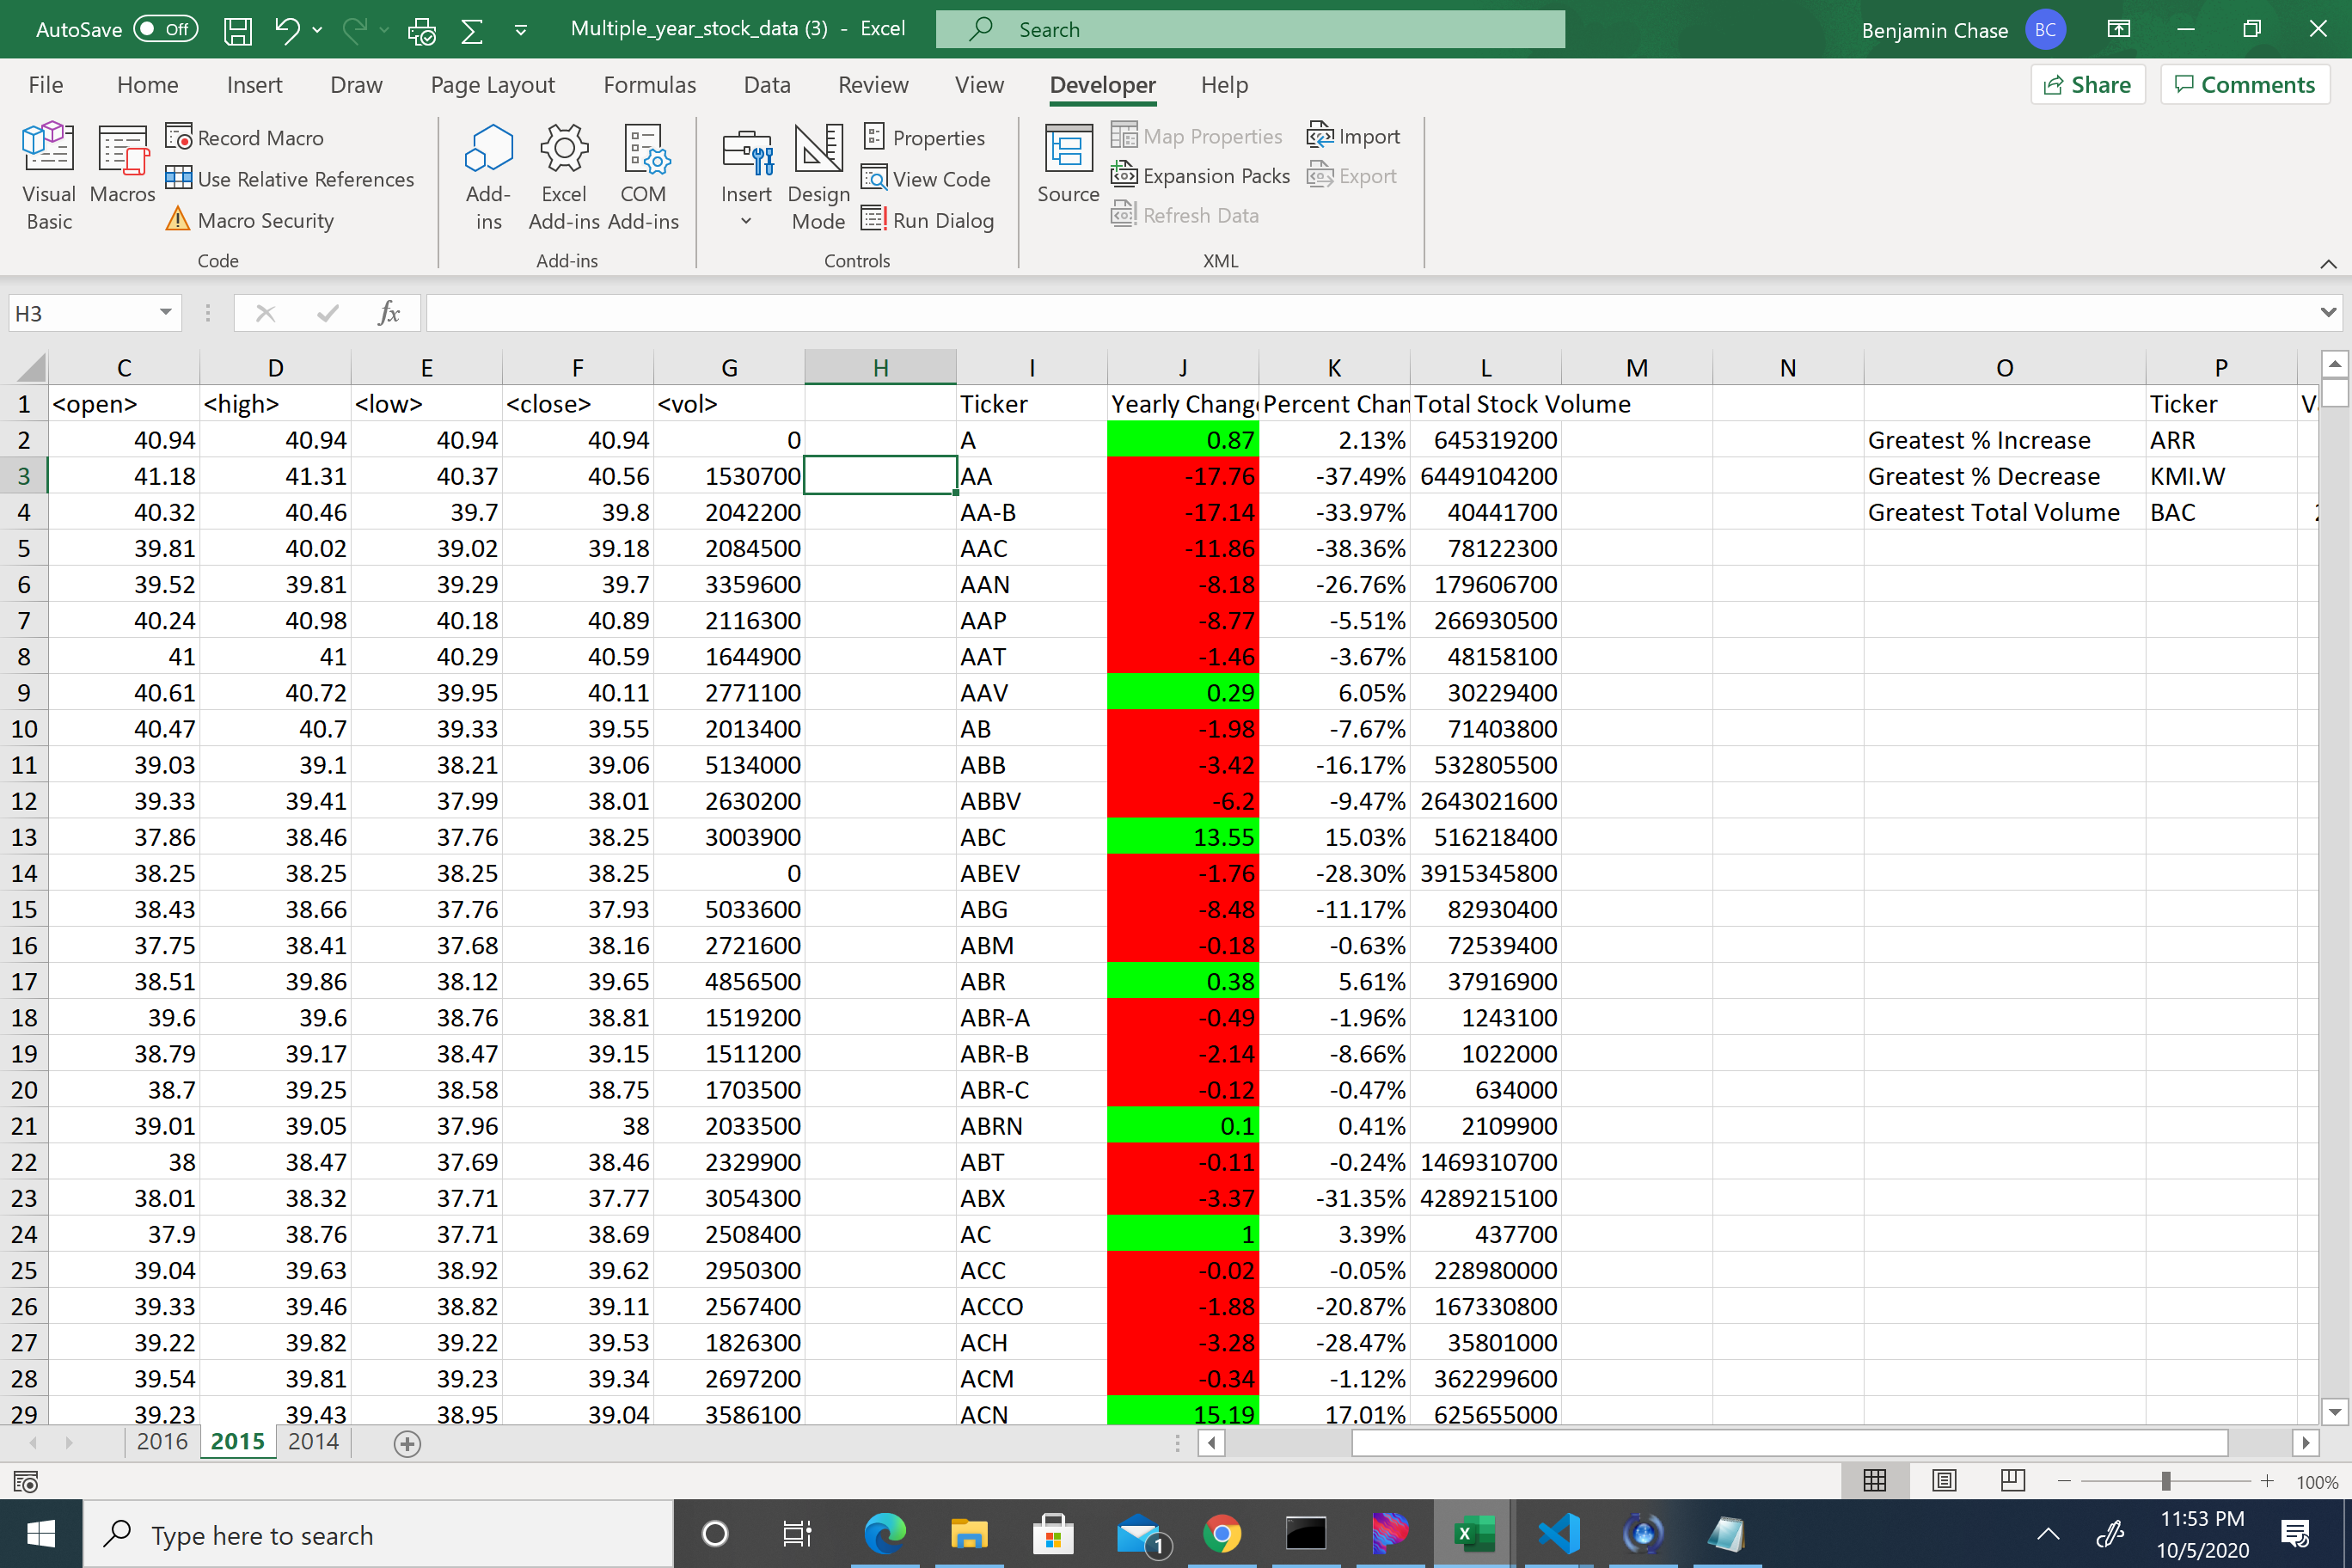 AutoSave Off Multiple_year_stock_data (3) - Excel Search Benjamin Chase BC
File Home Insert Draw Page Layout Formulas Data Review View Developer Help Share Comments
Visual Basic Macros Record Macro Use Relative References Macro Security
Add-ins Excel Add-ins COM Add-ins
Insert Design Mode Properties View Code Run Dialog
Source Map Properties Expansion Packs Refresh Data Import Export
Code Add-ins Controls XML
H3 fx
C D E F G H I J K L M N O P
1 <open> <high> <low> <close> <vol> Ticker Yearly Change Percent Chan Total Stock Volume Ticker V
2 40.94 40.94 40.94 40.94 0 A 0.87 2.13% 645319200 Greatest % Increase ARR
3 41.18 41.31 40.37 40.56 1530700 AA -17.76 -37.49% 6449104200 Greatest % Decrease KMI.W
4 40.32 40.46 39.7 39.8 2042200 AA-B -17.14 -33.97% 40441700 Greatest Total Volume BAC
5 39.81 40.02 39.02 39.18 2084500 AAC -11.86 -38.36% 78122300
6 39.52 39.81 39.29 39.7 3359600 AAN -8.18 -26.76% 179606700
7 40.24 40.98 40.18 40.89 2116300 AAP -8.77 -5.51% 266930500
8 41 41 40.29 40.59 1644900 AAT -1.46 -3.67% 48158100
9 40.61 40.72 39.95 40.11 2771100 AAV 0.29 6.05% 30229400
10 40.47 40.7 39.33 39.55 2013400 AB -1.98 -7.67% 71403800
11 39.03 39.1 38.21 39.06 5134000 ABB -3.42 -16.17% 532805500
12 39.33 39.41 37.99 38.01 2630200 ABBV -6.2 -9.47% 2643021600
13 37.86 38.46 37.76 38.25 3003900 ABC 13.55 15.03% 516218400
14 38.25 38.25 38.25 38.25 0 ABEV -1.76 -28.30% 3915345800
15 38.43 38.66 37.76 37.93 5033600 ABG -8.48 -11.17% 82930400
16 37.75 38.41 37.68 38.16 2721600 ABM -0.18 -0.63% 72539400
17 38.51 39.86 38.12 39.65 4856500 ABR 0.38 5.61% 37916900
18 39.6 39.6 38.76 38.81 1519200 ABR-A -0.49 -1.96% 1243100
19 38.79 39.17 38.47 39.15 1511200 ABR-B -2.14 -8.66% 1022000
20 38.7 39.25 38.58 38.75 1703500 ABR-C -0.12 -0.47% 634000
21 39.01 39.05 37.96 38 2033500 ABRN 0.1 0.41% 2109900
22 38 38.47 37.69 38.46 2329900 ABT -0.11 -0.24% 1469310700
23 38.01 38.32 37.71 37.77 3054300 ABX -3.37 -31.35% 4289215100
24 37.9 38.76 37.71 38.69 2508400 AC 1 3.39% 437700
25 39.04 39.63 38.92 39.62 2950300 ACC -0.02 -0.05% 228980000
26 39.33 39.46 38.82 39.11 2567400 ACCO -1.88 -20.87% 167330800
27 39.22 39.82 39.22 39.53 1826300 ACH -3.28 -28.47% 35801000
28 39.54 39.81 39.23 39.34 2697200 ACM -0.34 -1.12% 362299600
29 39.23 39.43 38.95 39.04 3586100 ACN 15.19 17.01% 625655000
2016 2015 2014
100%
Type here to search 1 11:53 PM
10/5/2020